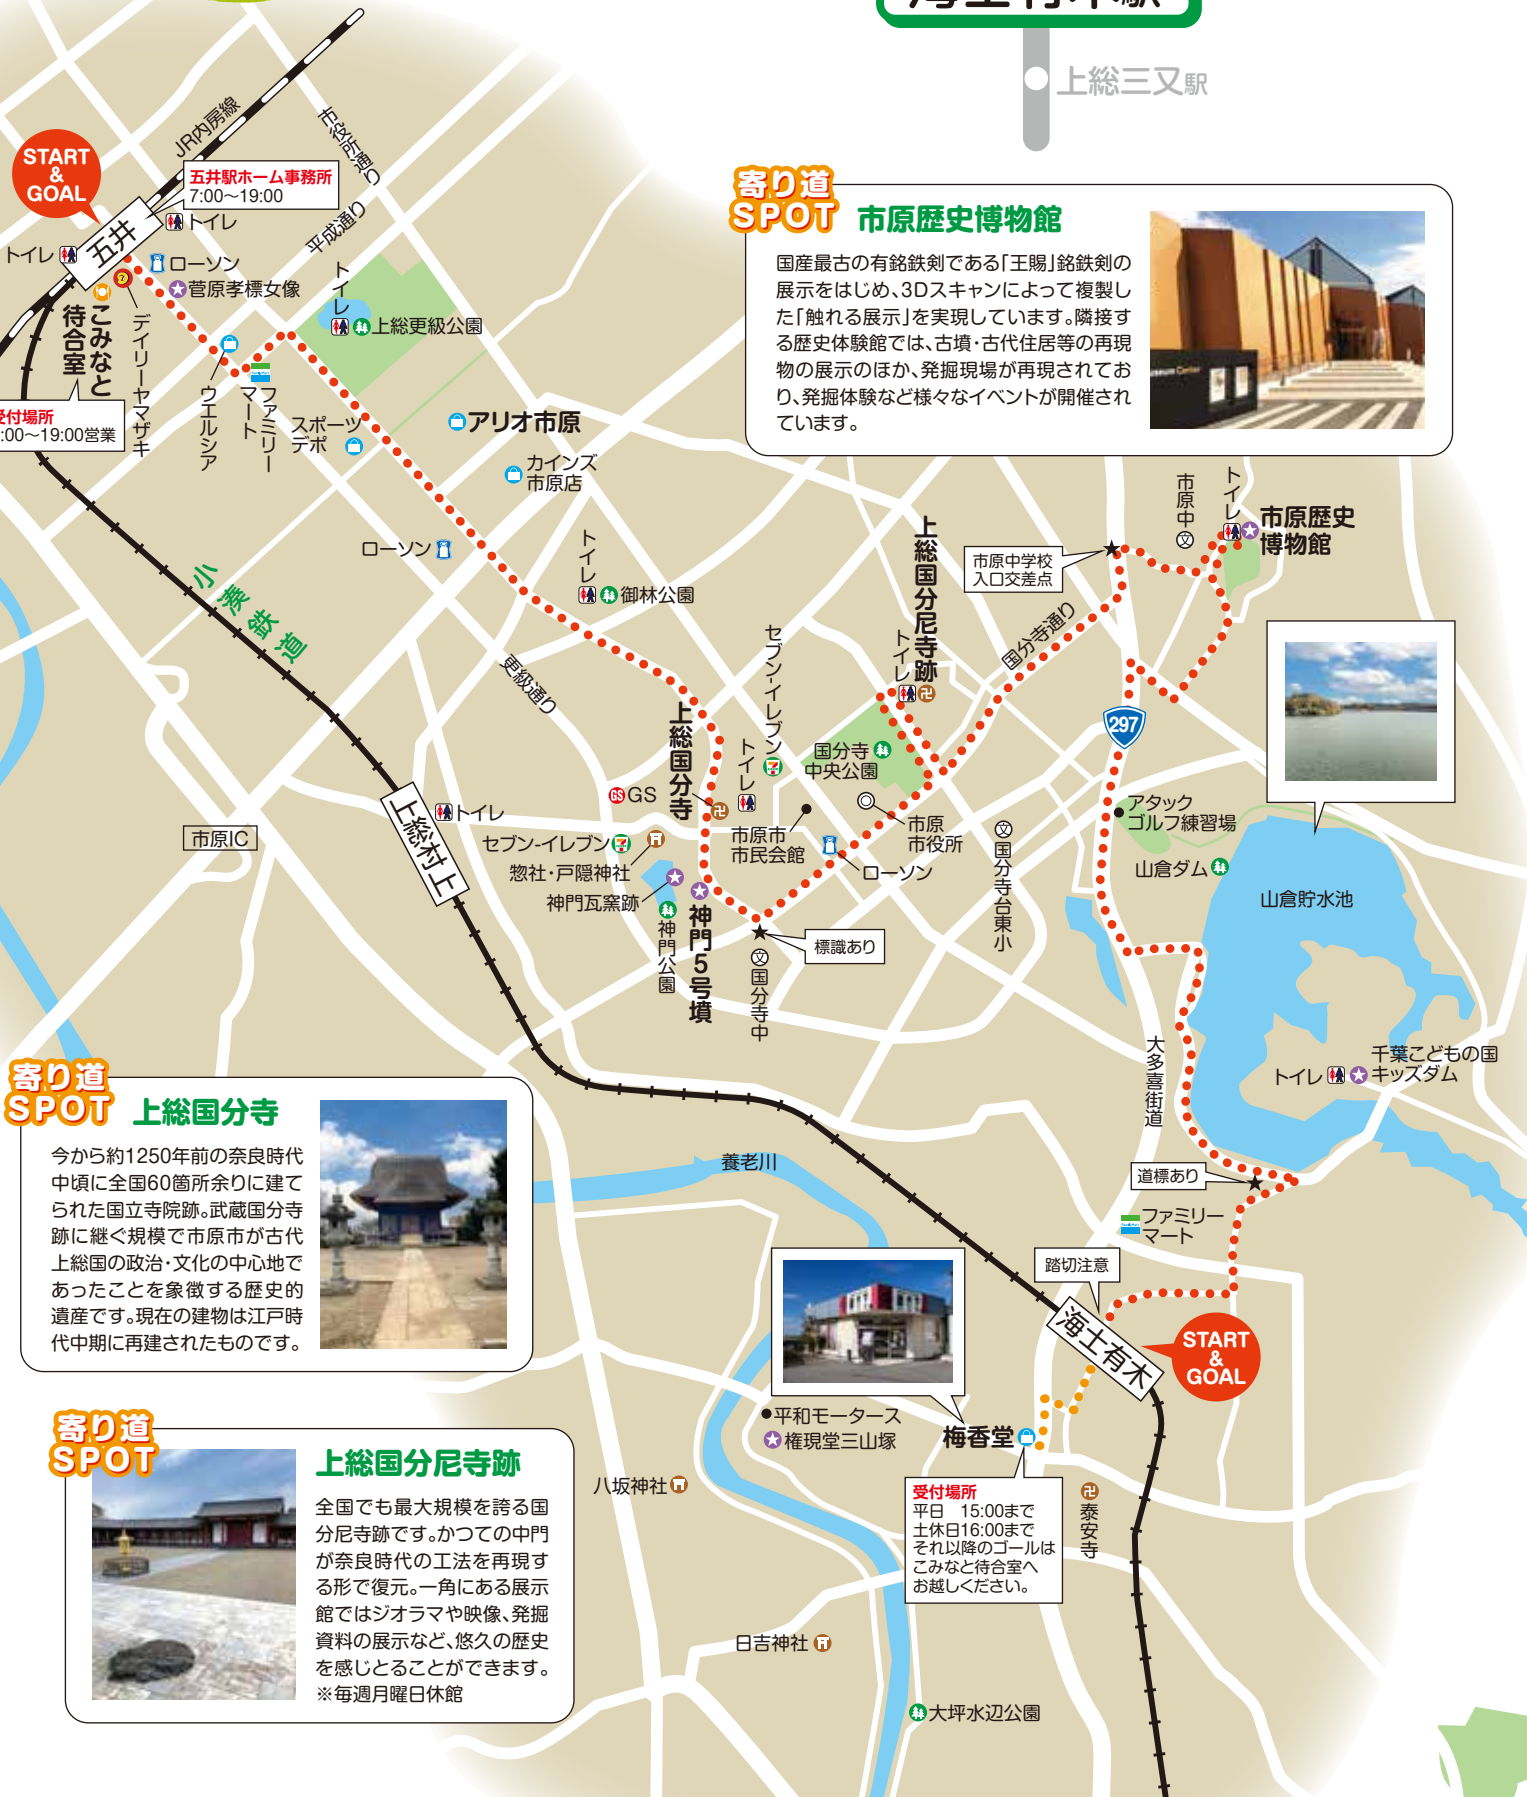 上総三又駅
JR内房線
市役所通り
平成通り
START
&
GOAL
五井駅ホーム事務所
7:00〜19:00
トイレ
トイレ
五井
ローソン
菅原孝標女像
こみなと
待合室
デイリーヤマザキ
受付場所
:00〜19:00営業
ウエルシア
ファミリー
マート
トイレ
上総更級公園
スポーツ
デポ
アリオ市原
カインズ
市原店
ローソン
トイレ
御林公園
小湊鉄道
更級通り
寄り道
SPOT
市原歴史博物館
国産最古の有銘鉄剣である「王賜」銘鉄剣の
展示をはじめ、3Dスキャンによって複製し
た「触れる展示」を実現しています。隣接す
る歴史体験館では、古墳・古代住居等の再現
物の展示のほか、発掘現場が再現されてお
り、発掘体験など様々なイベントが開催され
ています。
市原中
トイレ
市原歴史
博物館
市原中学校
入口交差点
国分寺通り
上総国分尼寺跡
トイレ
セブン-イレブン
上総国分寺
トイレ
国分寺
中央公園
297
GS
GS
市原市
市民会館
市原
市役所
ローソン
セブン-イレブン
惣社・戸隠神社
神門瓦窯跡
神門公園
神門5号墳
標識あり
国分寺中
国分寺台東小
アタック
ゴルフ練習場
山倉ダム
山倉貯水池
市原IC
上総村上
トイレ
大多喜街道
千葉こどもの国
キッズダム
トイレ
道標あり
ファミリー
マート
踏切注意
養老川
海士有木
START
&
GOAL
寄り道
SPOT
上総国分寺
今から約1250年前の奈良時代
中頃に全国60箇所余りに建て
られた国立寺院跡。武蔵国分寺
跡に継ぐ規模で市原市が古代
上総国の政治・文化の中心地で
あったことを象徴する歴史的
遺産です。現在の建物は江戸時
代中期に再建されたものです。
寄り道
SPOT
上総国分尼寺跡
全国でも最大規模を誇る国
分尼寺跡です。かつての中門
が奈良時代の工法を再現す
る形で復元。一角にある展示
館ではジオラマや映像、発掘
資料の展示など、悠久の歴史
を感じとることができます。
※毎週月曜日休館
平和モータース
権現堂三山塚
梅香堂
受付場所
平日 15:00まで
土休日16:00まで
それ以降のゴールは
こみなと待合室へ
お越しください。
泰安寺
八坂神社
日吉神社
大坪水辺公園